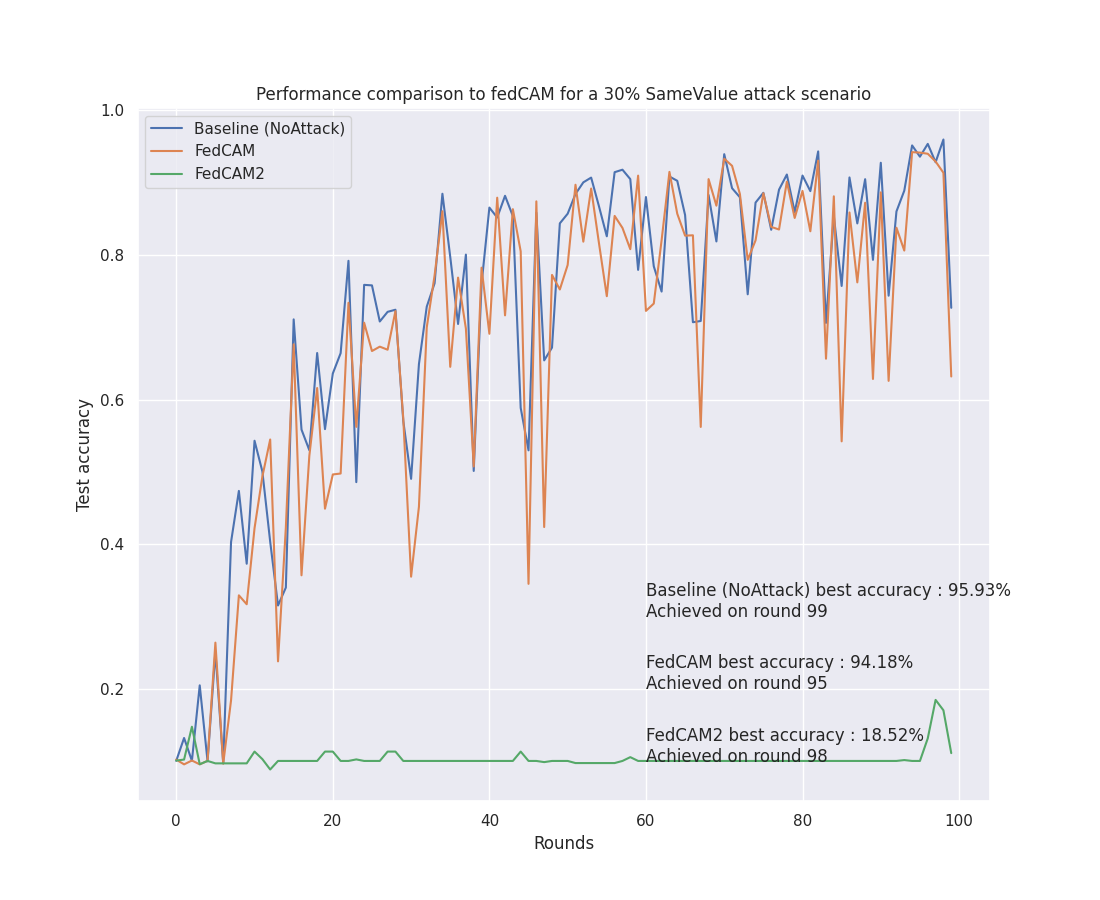 Performance comparison to fedCAM for a 30% SameValue attack scenario
1.0
Baseline (NoAttack)
FedCAM
FedCAM2
0.8
0.6
0.4
0.2
Test accuracy
Baseline (NoAttack) best accuracy : 95.93%
Achieved on round 99
FedCAM best accuracy : 94.18%
Achieved on round 95
FedCAM2 best accuracy : 18.52%
Achieved on round 98
0 20 40 60 80 100
Rounds